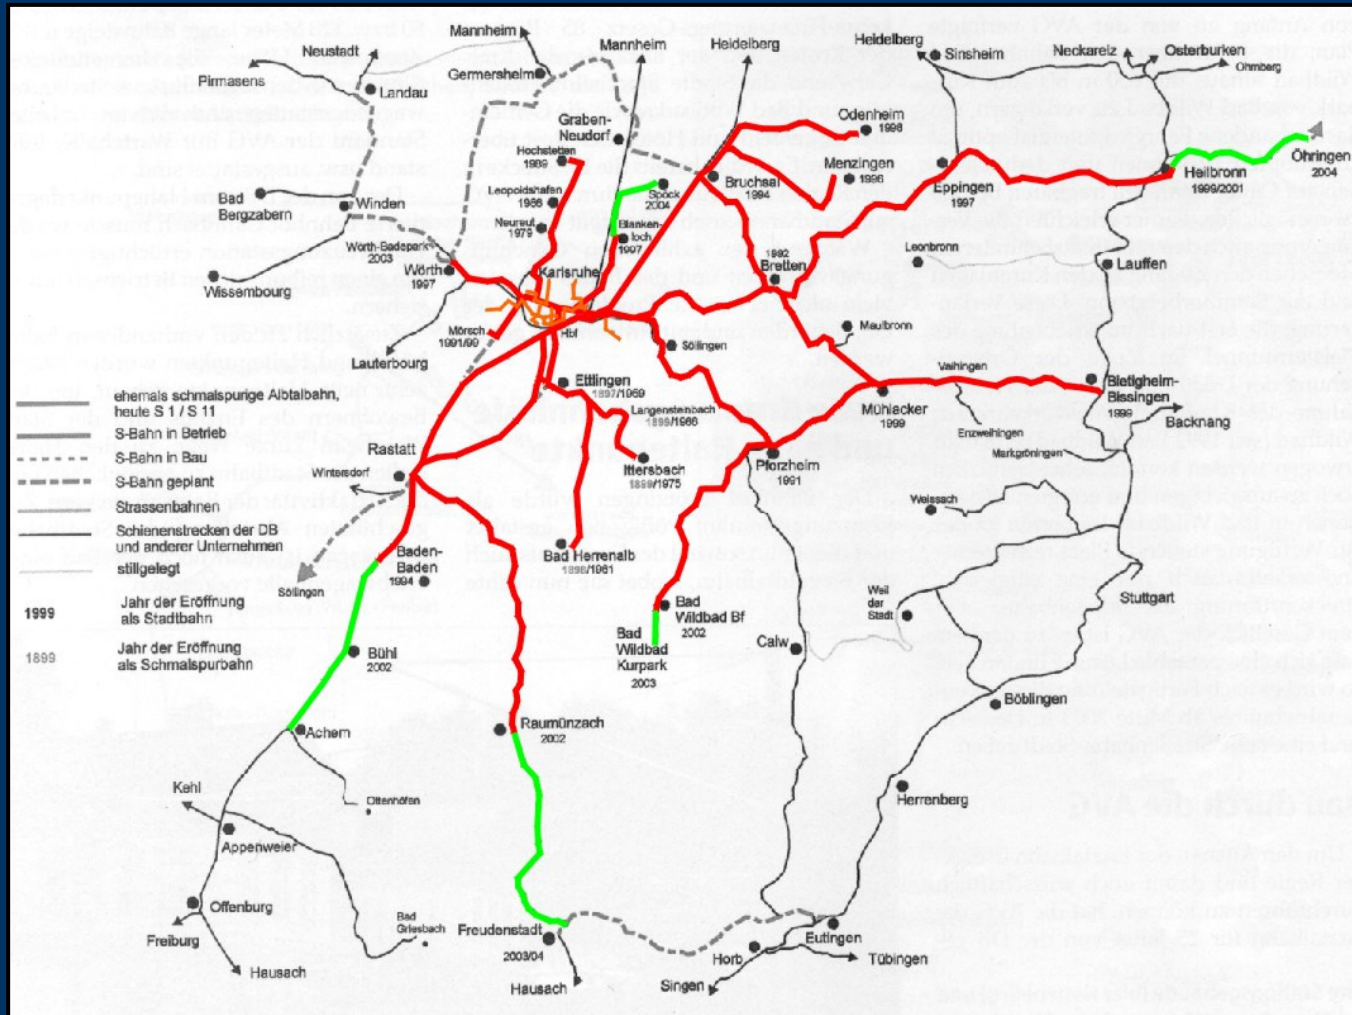 Neustadt
Pirmasens
Landau
Mannheim
Germersheim
Mannheim
Heidelberg
Heidelberg
Sinsheim
Neckarelz
Osterburken
Ohrnberg
Graben-
Neudorf
Hochstetten
1989
Odenheim
1998
Menzingen
1996
Öhringen
2004
Bad
Bergzabern
Winden
Leopoldshafen
1986
Spöck
2004
Bruchsal
1994
Eppingen
1997
Heilbronn
1999/2001
Neureut
1979
Blanken-
loch
1997
Wörth-Badepark
2003
Wörth
1997
Karlsruhe
1992
Bretten
Leonbronn
Lauffen
Wissembourg
Mörsch
1991/99
Hbf
Söllingen
Maulbronn
Lauterbourg
Vaihingen
Ettlingen
1897/1969
Bietigheim-
Bissingen
1999
ehemals schmalspurige Albtalbahn,
heute S 1 / S 11
S-Bahn in Betrieb
S-Bahn in Bau
S-Bahn geplant
Strassenbahnen
Schienenstrecken der DB
und anderer Unternehmen
stillgelegt
1999
Jahr der Eröffnung
als Stadtbahn
1899
Jahr der Eröffnung
als Schmalspurbahn
Langensteinbach
1899/1966
Mühlacker
1999
Backnang
Enzweihingen
Markgröningen
Rastatt
Wintersdorf
Ittersbach
1899/1975
Pforzheim
1991
Weissach
Baden-
Baden
1994
Söllingen
Bad Herrenalb
1898/1961
Bad
Wildbad Bf
2002
Bad
Wildbad
Kurpark
2003
Weil
der
Stadt
Stuttgart
Calw
Bühl
2002
Böblingen
Achern
Raumünzach
2002
Kehl
Ottenhöfen
Herrenberg
Appenweier
Offenburg
Freiburg
Hausach
Bad
Griesbach
Freudenstadt
2003/04
Hausach
Eutingen
Horb
Tübingen
Singen